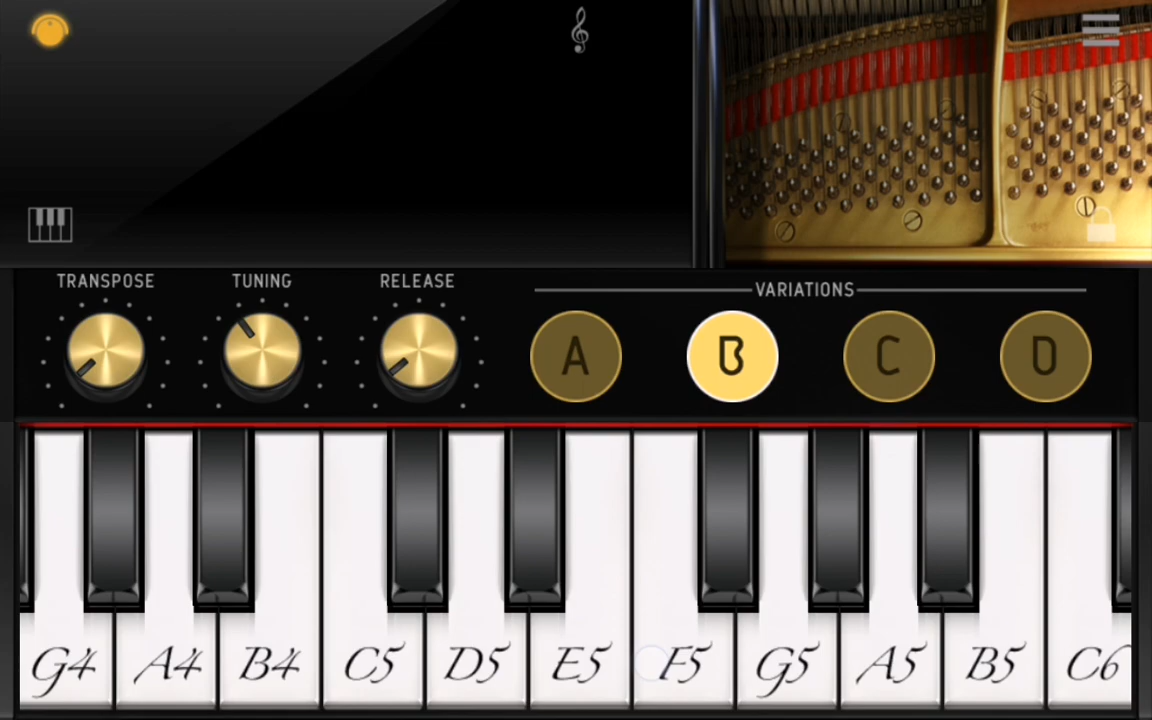 TRANSPOSE TUNING RELEASE VARIATIONS
A B C D
G4 A4 B4 C5 D5 E5 F5 G5 A5 B5 C6